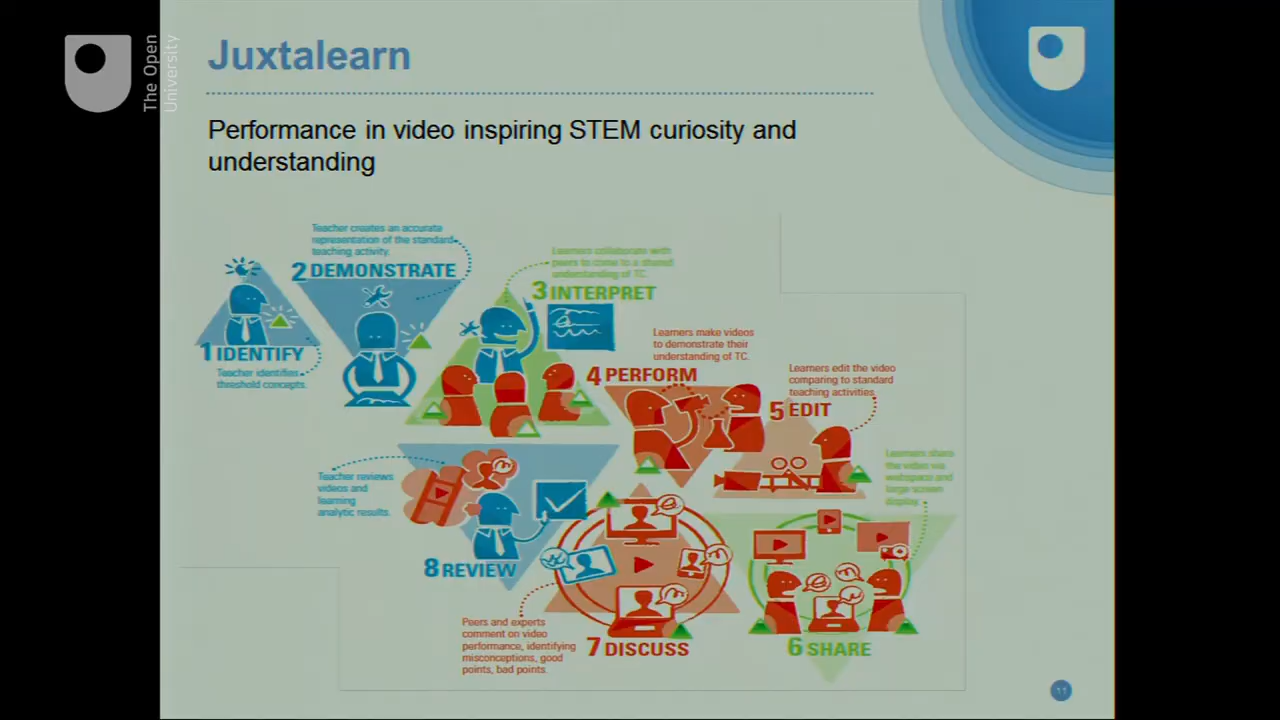 The Open
University
Juxtalearn
Performance in video inspiring STEM curiosity and
understanding
Teacher creates an accurate
representation of the standard
teaching activity.
2 DEMONSTRATE
Learners collaborate with
peers to come to a shared
understanding of TC.
3 INTERPRET
1 IDENTIFY
Teacher identifies
threshold concepts.
Learners make videos
to demonstrate their
understanding of TC.
4 PERFORM
Learners edit the video
comparing to standard
teaching activities.
5 EDIT
Learners share
the video via
webspace and
large screen
display.
6 SHARE
7 DISCUSS
Peers and experts
comment on video
performance, identifying
misconceptions, good
points, bad points.
Teacher reviews
videos and
learning
analytic results.
8 REVIEW
11